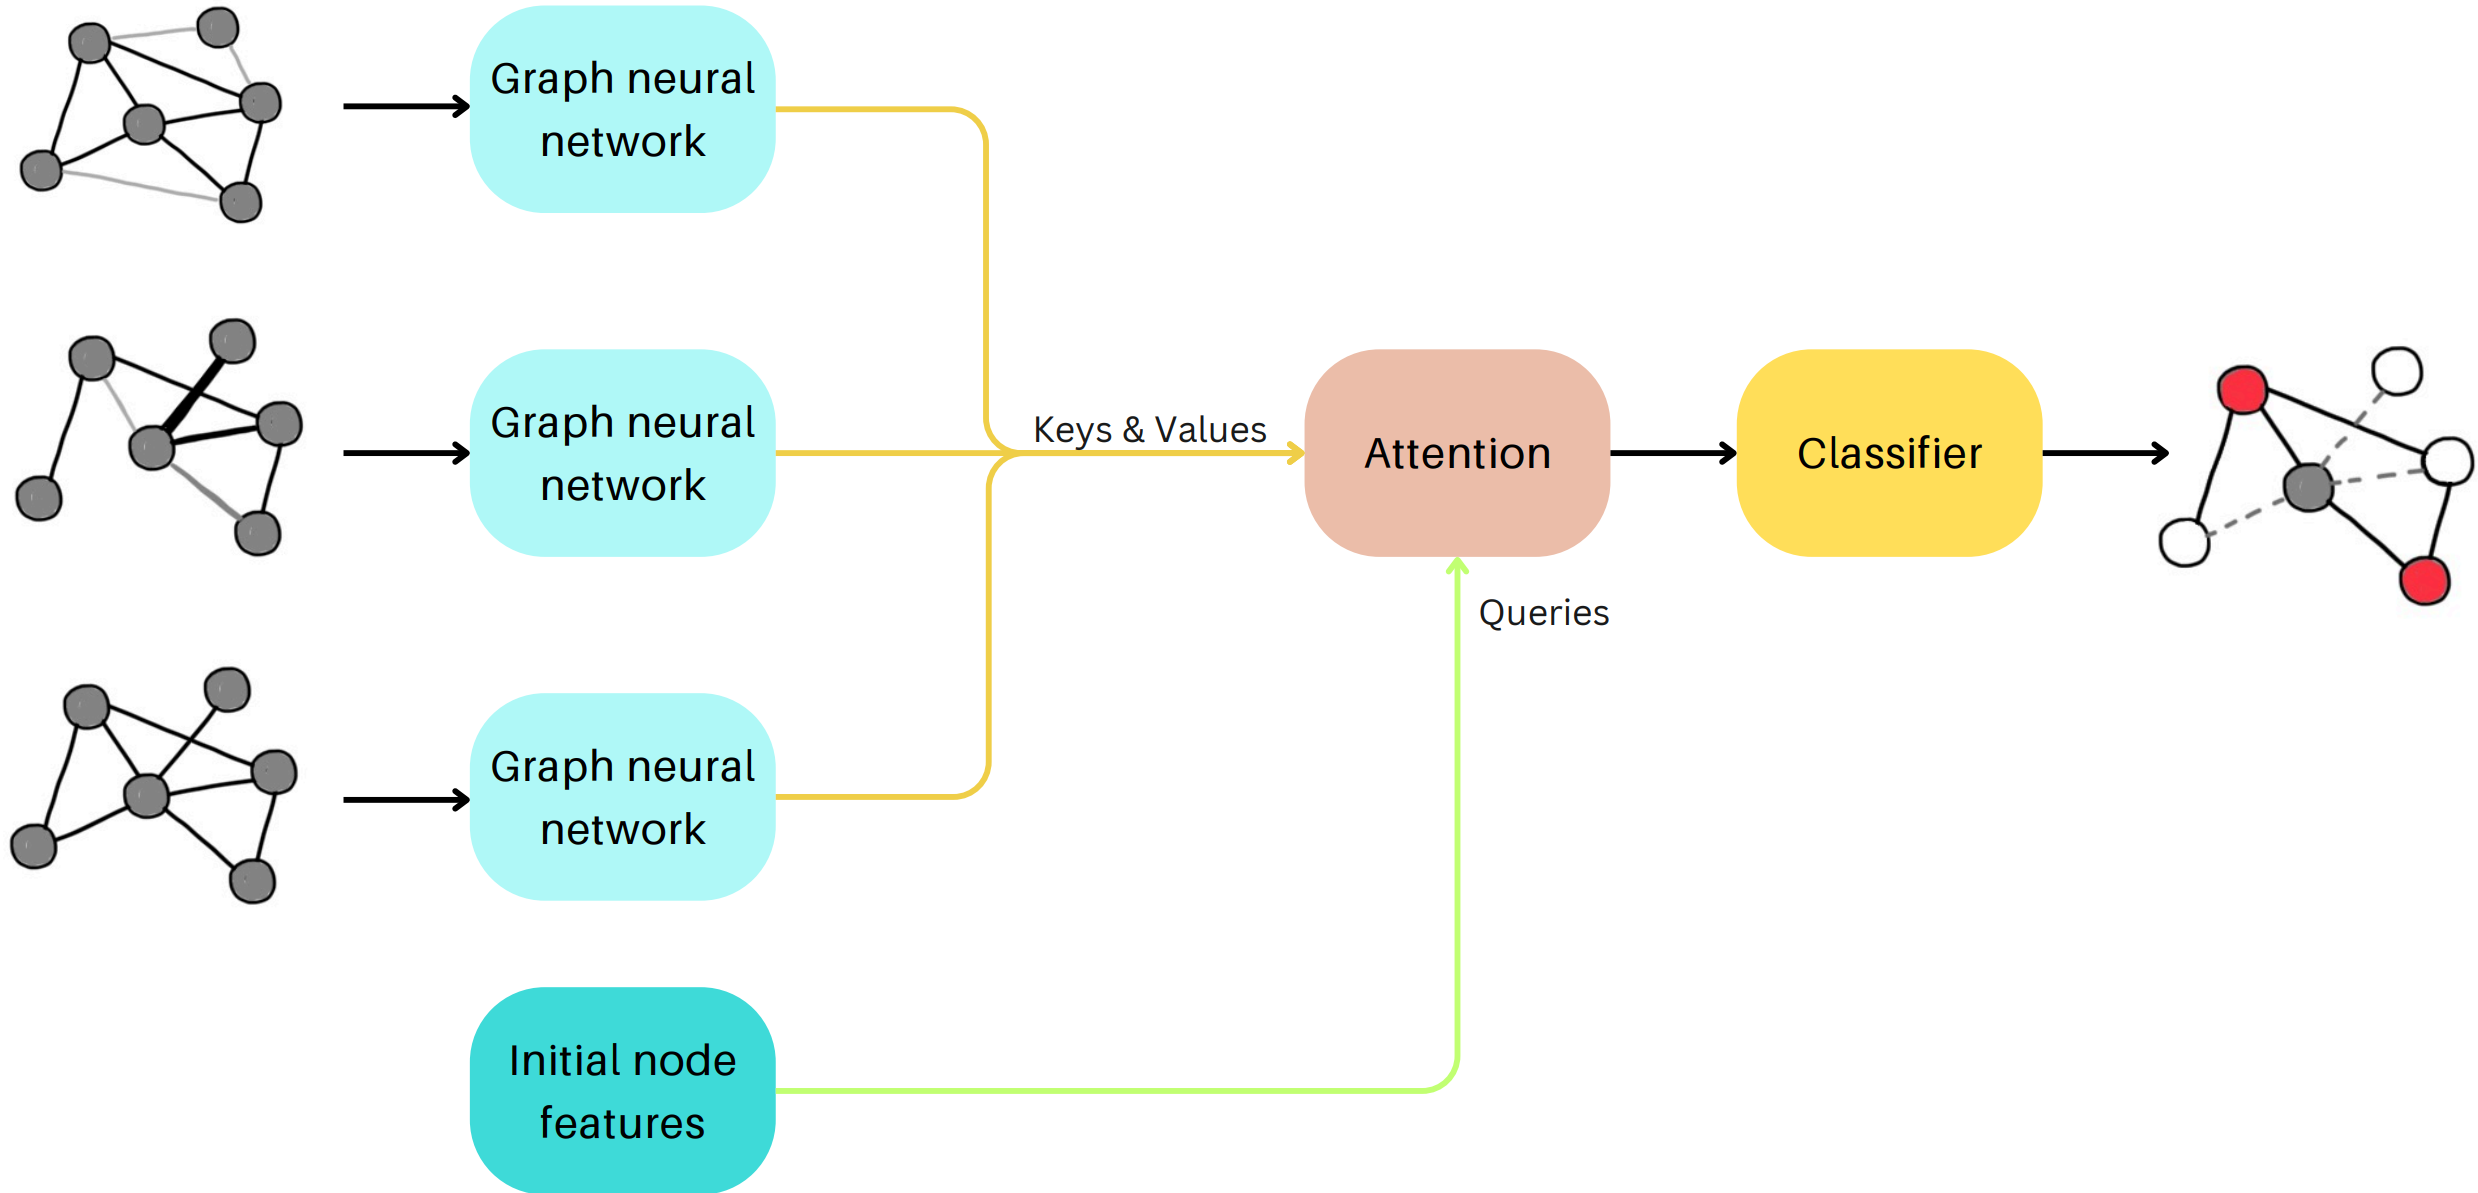 Graph neural
network
Graph neural
network
Keys & Values
Attention
Classifier
Queries
Graph neural
network
Initial node
features